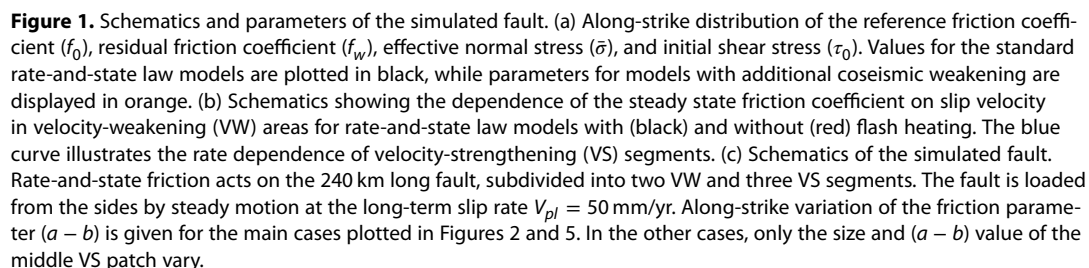 Figure 1. Schematics and parameters of the simulated fault. (a) Along-strike distribution of the reference friction coeffi-
cient (f0), residual friction coefficient (fw), effective normal stress (σ̄), and initial shear stress (τ0). Values for the standard
rate-and-state law models are plotted in black, while parameters for models with additional coseismic weakening are
displayed in orange. (b) Schematics showing the dependence of the steady state friction coefficient on slip velocity
in velocity-weakening (VW) areas for rate-and-state law models with (black) and without (red) flash heating. The blue
curve illustrates the rate dependence of velocity-strengthening (VS) segments. (c) Schematics of the simulated fault.
Rate-and-state friction acts on the 240 km long fault, subdivided into two VW and three VS segments. The fault is loaded
from the sides by steady motion at the long-term slip rate Vpl = 50 mm/yr. Along-strike variation of the friction parame-
ter (a − b) is given for the main cases plotted in Figures 2 and 5. In the other cases, only the size and (a − b) value of the
middle VS patch vary.